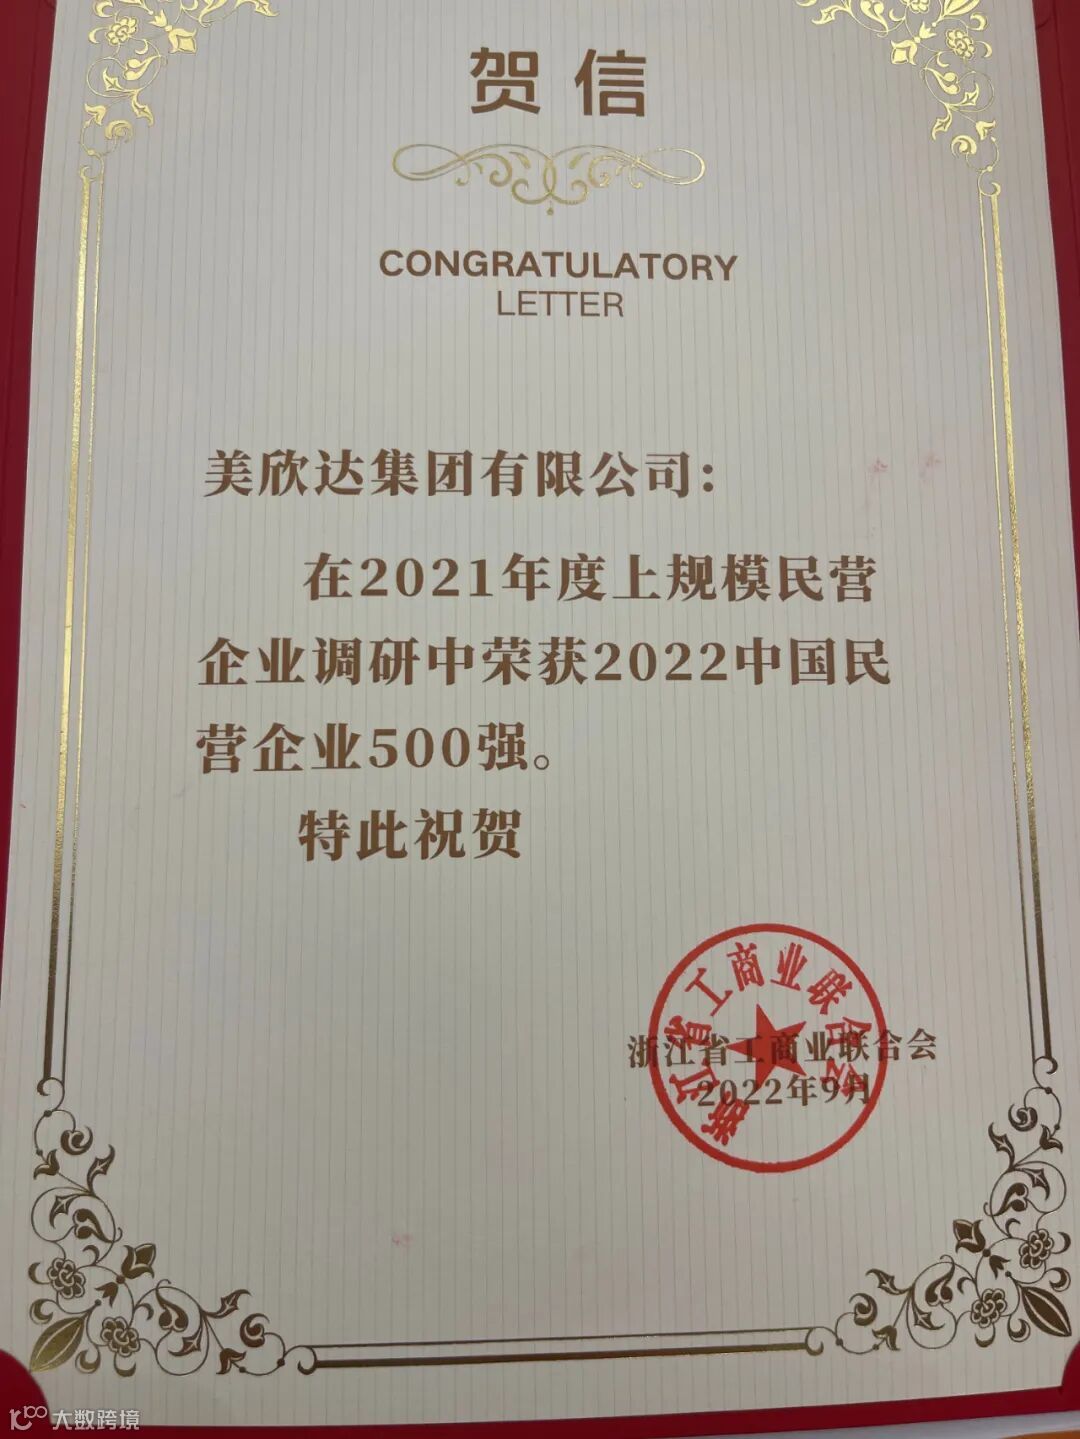 贺信
CONGRATULATORY
LETTER
美欣达集团有限公司：
在2021年度上规模民营
企业调研中荣获2022中国民
营企业500强。
特此祝贺
浙江省工商业联合会
浙江省工商业联合会
2022年9月
大数跨境